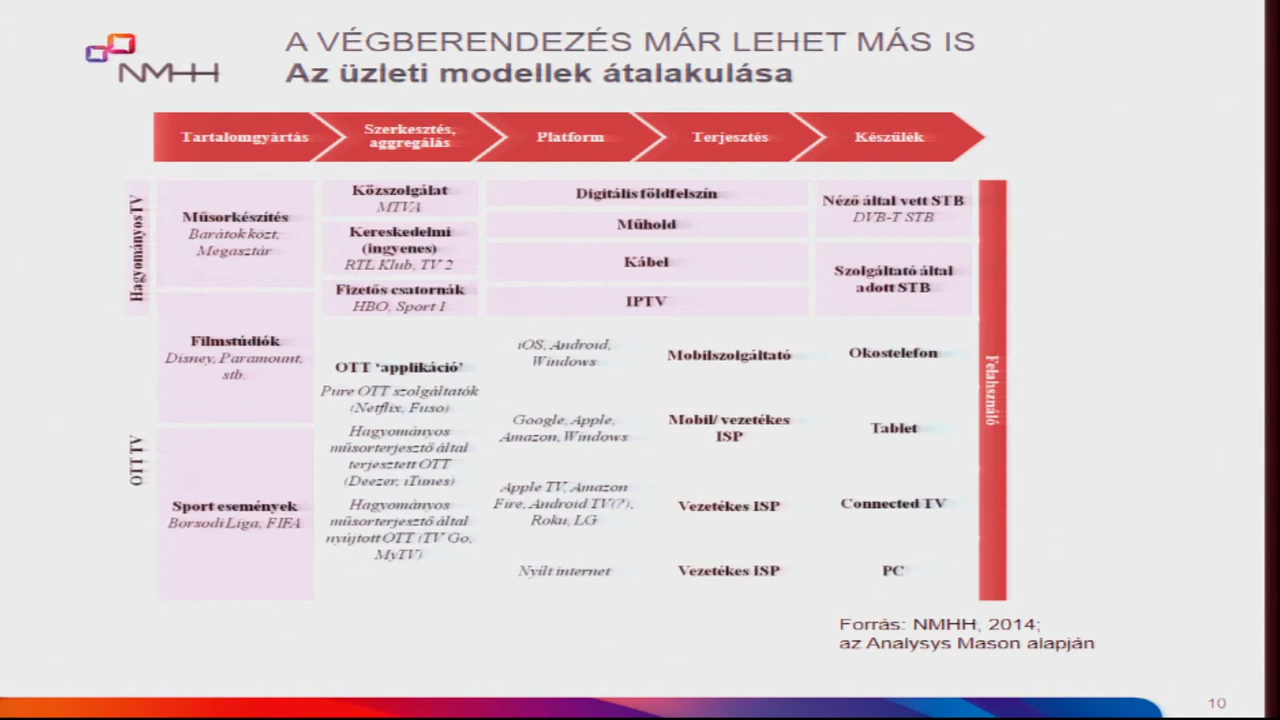 NMHH
A VÉGBERENDEZÉS MÁR LEHET MÁS IS
Az üzleti modellek átalakulása
Tartalomgyártás
Szerkesztés,
aggregálás
Platform
Terjesztés
Készülék
Hagyományos TV
OTT TV
Műsorkészítés
Barátok közt,
Megasztár
Filmstúdiók
Disney, Paramount,
stb.
Sport események
Borsodi Liga, FIFA
Közszolgálat
MTVA
Kereskedelmi
(ingyenes)
RTL Klub, TV 2
Fizetős csatornák
HBO, Sport 1
OTT ‘applikáció’
Pure OTT szolgáltatók
(Netflix, Fuso)
Hagyományos
műsorterjesztő által
terjesztett OTT
(Deezer, iTunes)
Hagyományos
műsorterjesztő által
nyújtott OTT (TV Go,
MyTV)
Digitális földfelszín
Műhold
Kábel
IPTV
iOS, Android,
Windows
Google, Apple,
Amazon, Windows
Apple TV, Amazon
Fire, Android TV(?),
Roku, LG
Nyílt internet
Mobilszolgáltató
Mobil/ vezetékes
ISP
Vezetékes ISP
Vezetékes ISP
Néző által vett STB
DVB-T STB
Szolgáltató által
adott STB
Okostelefon
Tablet
Connected TV
PC
Felahsználó
Forrás: NMHH, 2014;
az Analysys Mason alapján
10